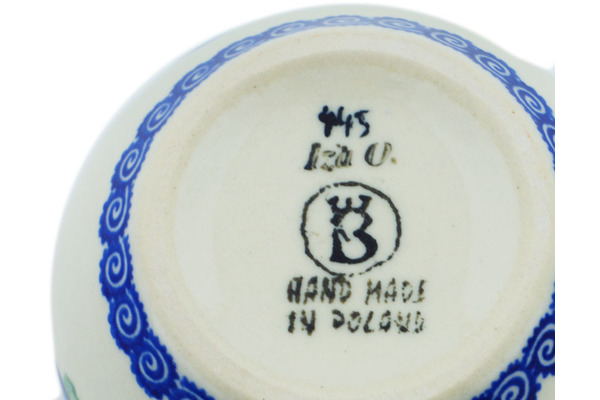 445
Iza O.
B
HAND MADE
IN POLAND